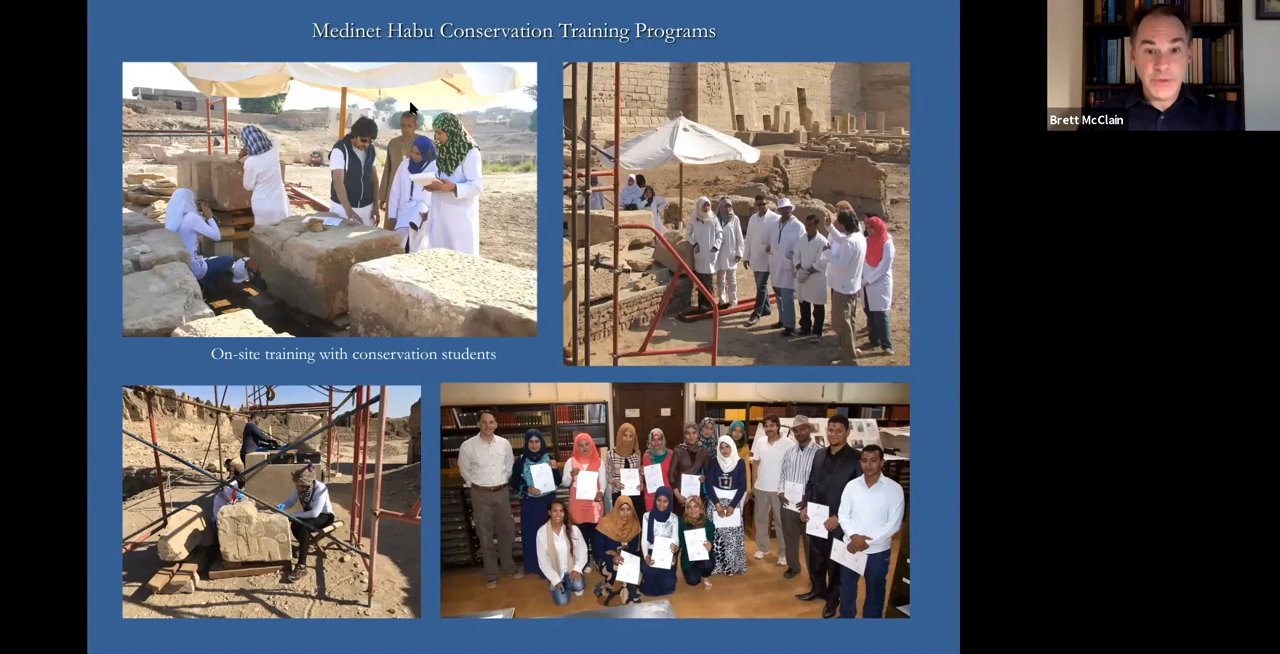 Medinet Habu Conservation Training Programs
Brett McClain
On-site training with conservation students